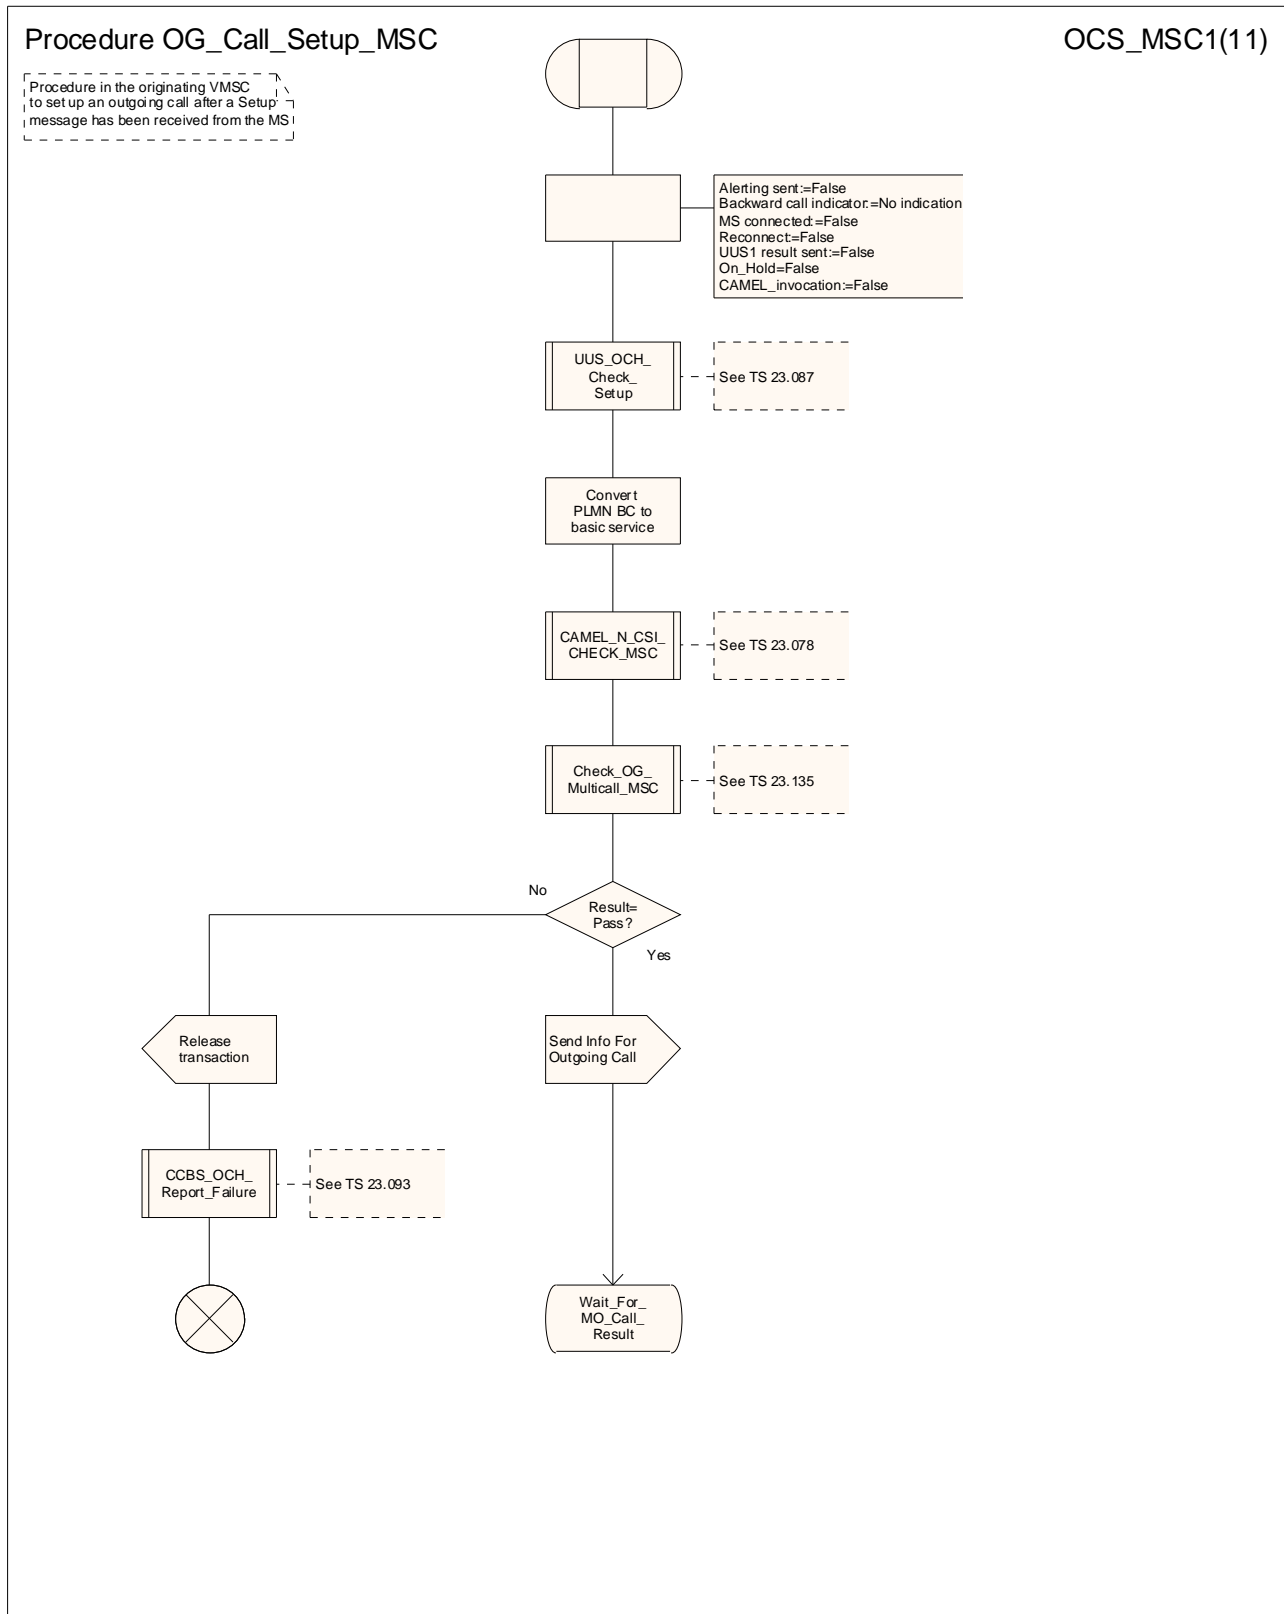 Procedure OG_Call_Setup_MSC
OCS_MSC1(11)
Procedure in the originating VMSC
to set up an outgoing call after a Setup
message has been received from the MS
Alerting sent:=False
Backward call indicator:=No indication
MS connected:=False
Reconnect:=False
UUS1 result sent:=False
On_Hold=False
CAMEL_invocation:=False
UUS_OCH_
Check_
Setup
See TS 23.087
Convert
PLMN BC to
basic service
CAMEL_N_CSI_
CHECK_MSC
See TS 23.078
Check_OG_
Multicall_MSC
See TS 23.135
No
Result=
Pass?
Yes
Release
transaction
Send Info For
Outgoing Call
CCBS_OCH_
Report_Failure
See TS 23.093
Wait_For_
MO_Call_
Result